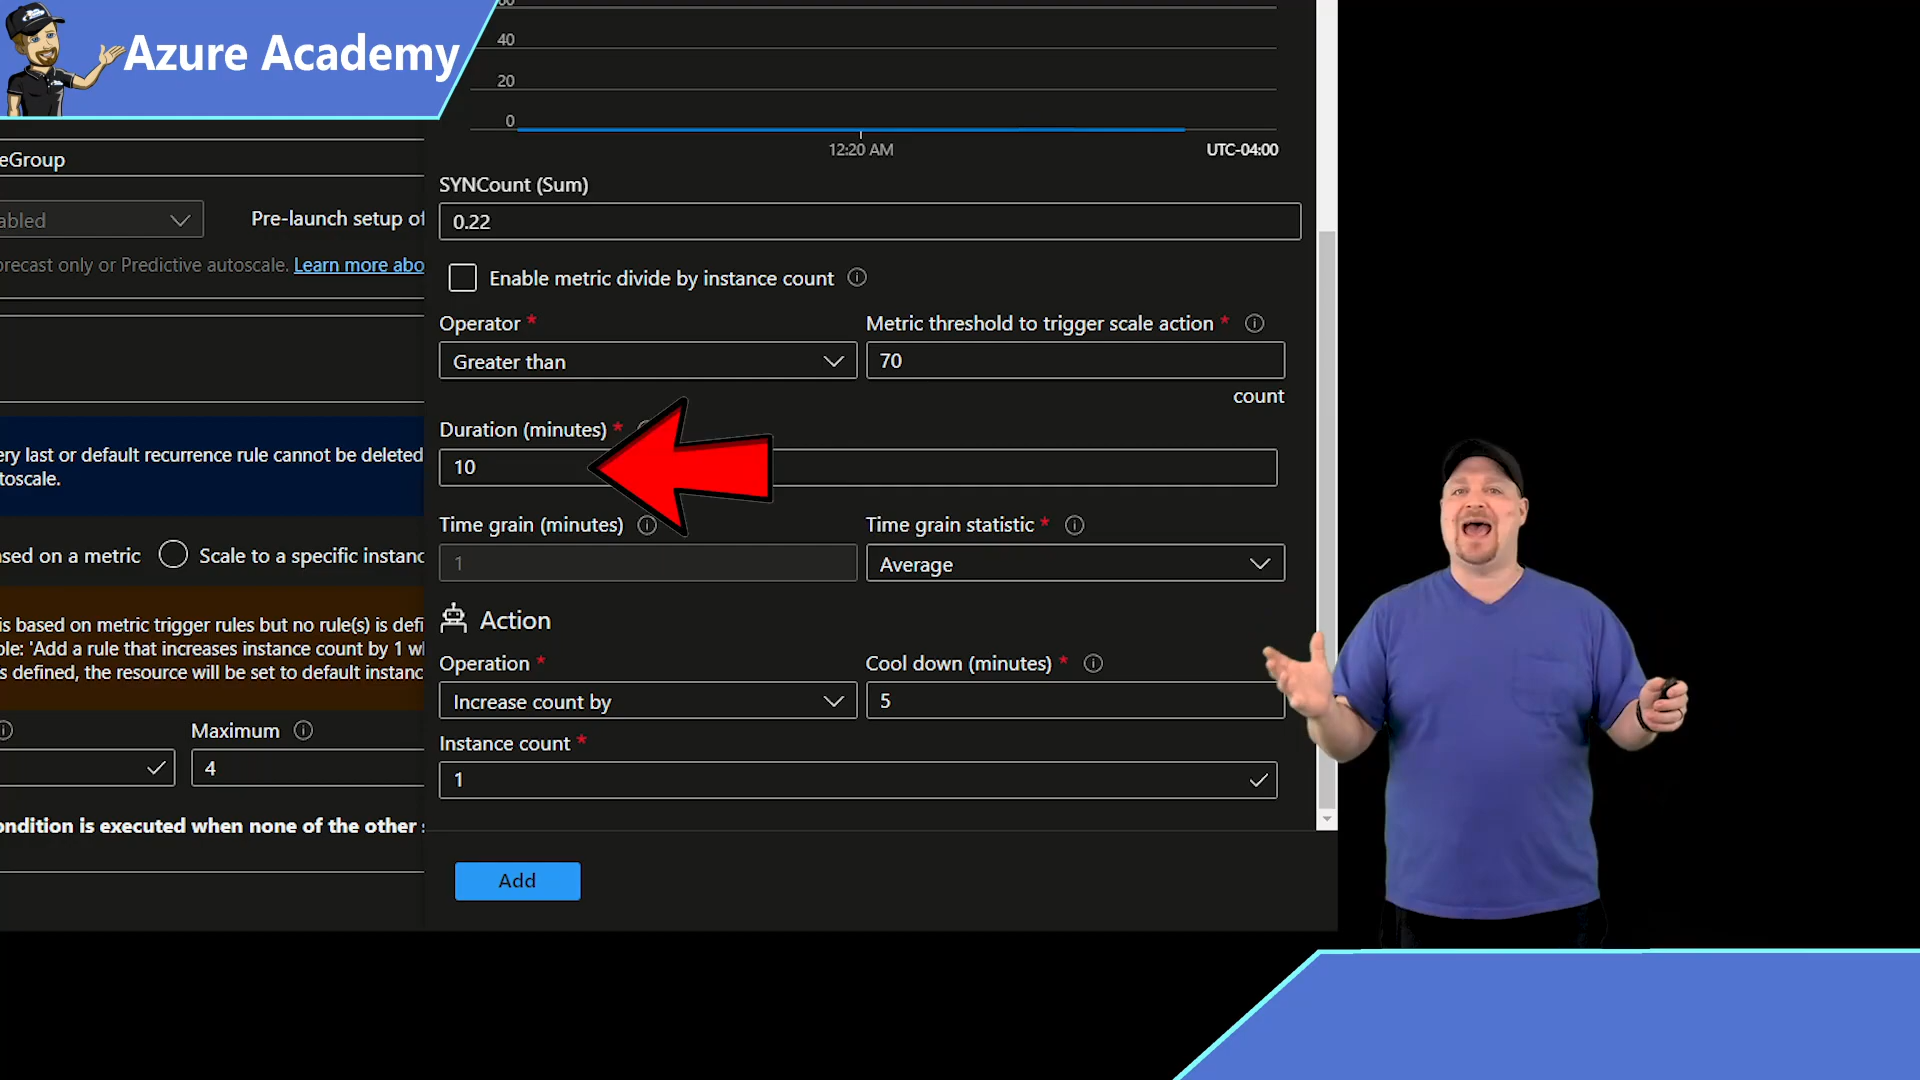 Azure Academy
60
40
20
0
12:20 AM
UTC-04:00
eGroup
SYNCount (Sum)
0.22
abled
Pre-launch setup of
Enable metric divide by instance count
recast only or Predictive autoscale. Learn more abo
Operator *
Metric threshold to trigger scale action *
Greater than
70
count
Duration (minutes) *
10
ery last or default recurrence rule cannot be deleted
toscale.
Time grain (minutes)
Time grain statistic *
1
Average
ased on a metric
Scale to a specific instanc
Action
is based on metric trigger rules but no rule(s) is defi
ple: 'Add a rule that increases instance count by 1 w
s defined, the resource will be set to default instanc
Operation *
Cool down (minutes) *
Increase count by
5
Maximum
Instance count *
4
1
ondition is executed when none of the other s
Add